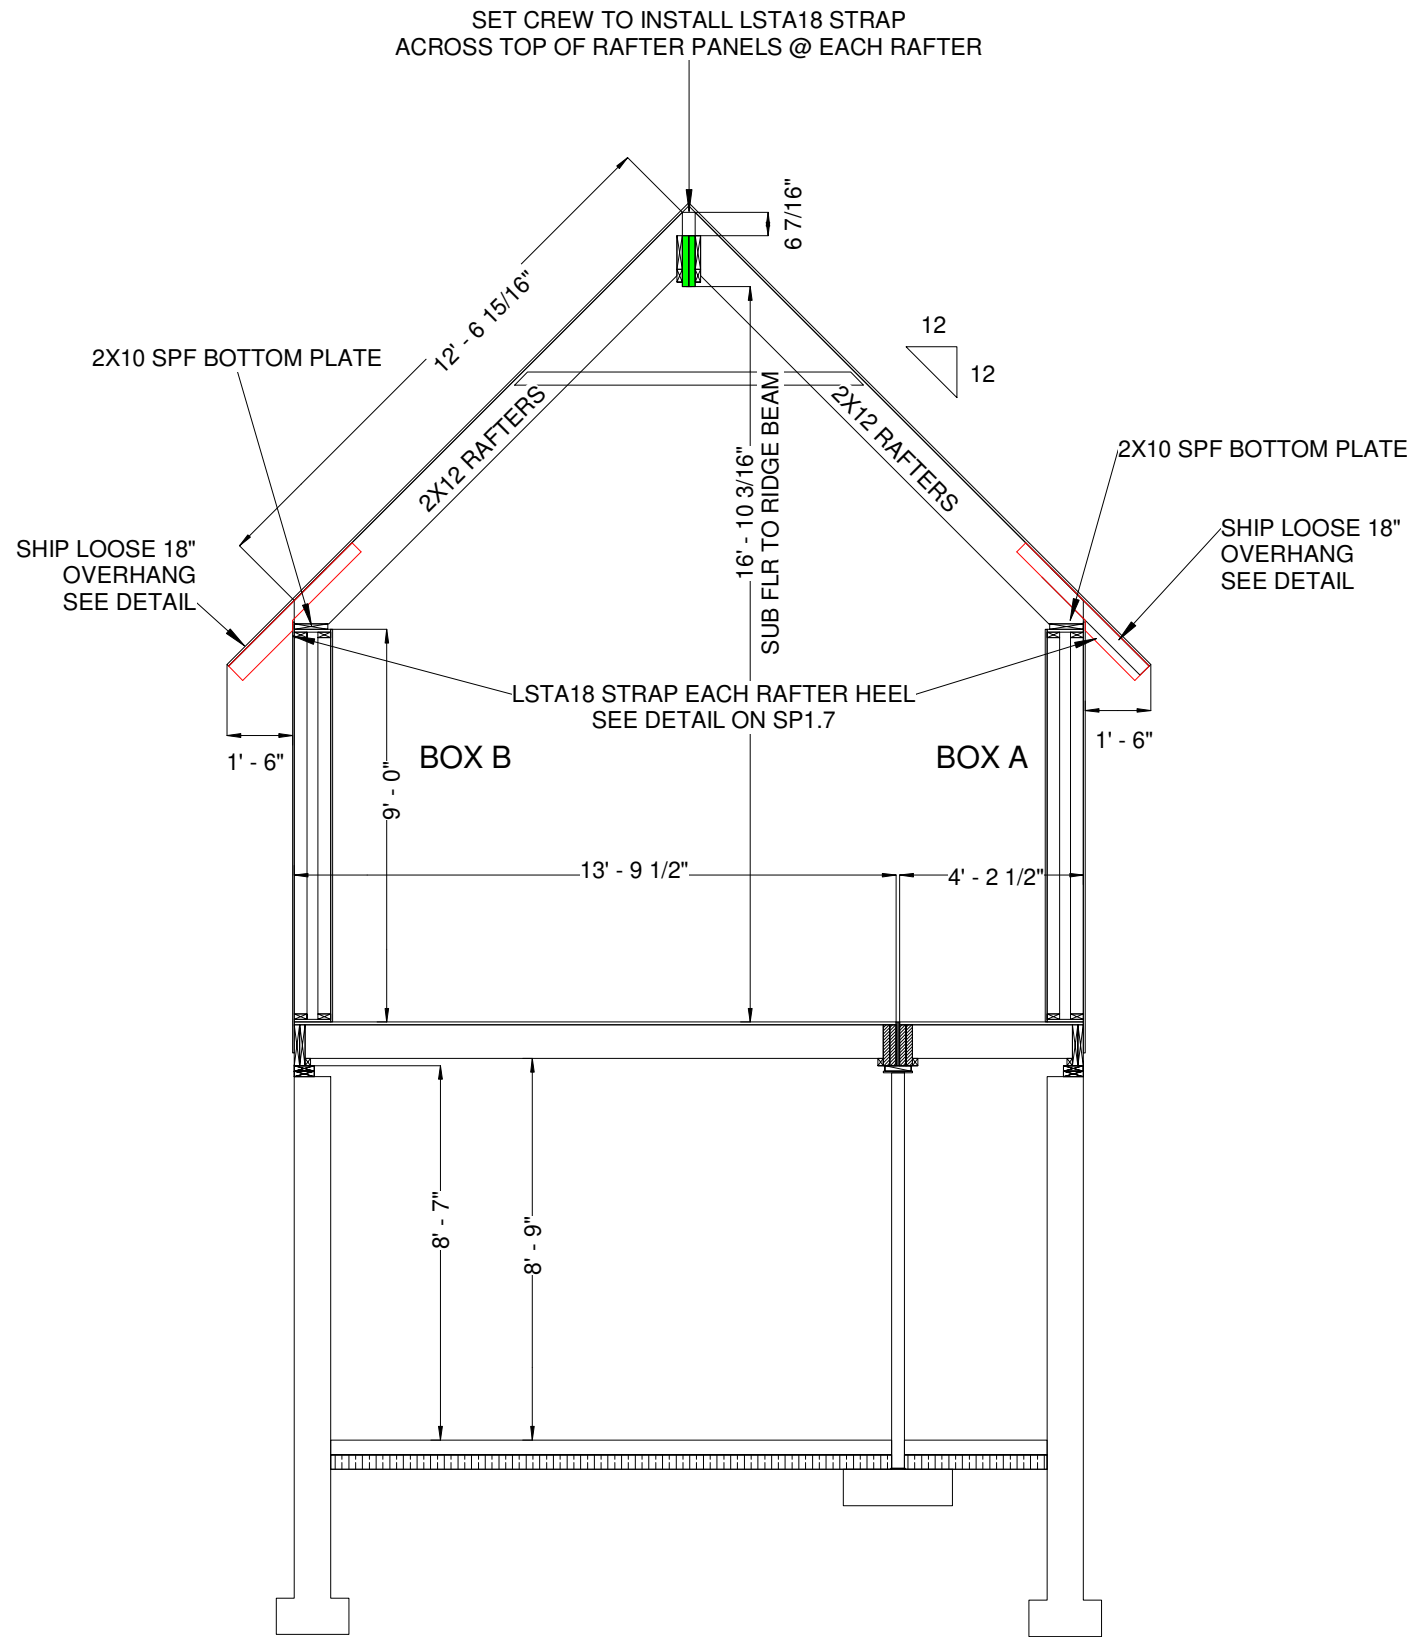 SET CREW TO INSTALL LSTA18 STRAP
ACROSS TOP OF RAFTER PANELS @ EACH RAFTER
6 7/16"
12' - 6 15/16"
12
12
2X10 SPF BOTTOM PLATE
2X12 RAFTERS
2X12 RAFTERS
2X10 SPF BOTTOM PLATE
16' - 10 3/16"
SUB FLR TO RIDGE BEAM
SHIP LOOSE 18"
OVERHANG
SEE DETAIL
SHIP LOOSE 18"
OVERHANG
SEE DETAIL
LSTA18 STRAP EACH RAFTER HEEL
SEE DETAIL ON SP1.7
1' - 6"
BOX B
BOX A
1' - 6"
9' - 0"
13' - 9 1/2"
4' - 2 1/2"
8' - 7"
8' - 9"